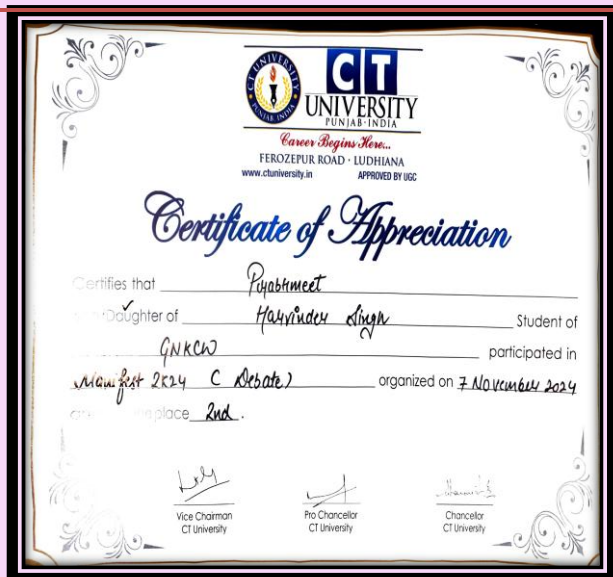 CT UNIVERSITY
PUNJAB INDIA
CT
UNIVERSITY
PUNJAB-INDIA
Career Begins Here...
FEROZEPUR ROAD · LUDHIANA
www.ctuniversity.in APPROVED BY UGC
Certificate of Appreciation
Certifies that Prabhmeet
Daughter of Harvinder Singh Student of
GNKCW participated in
Manifest 2K24 (Debate) organized on 7 November 2024
place 2nd.
Vice Chairman Pro Chancellor Chancellor
CT University CT University CT University